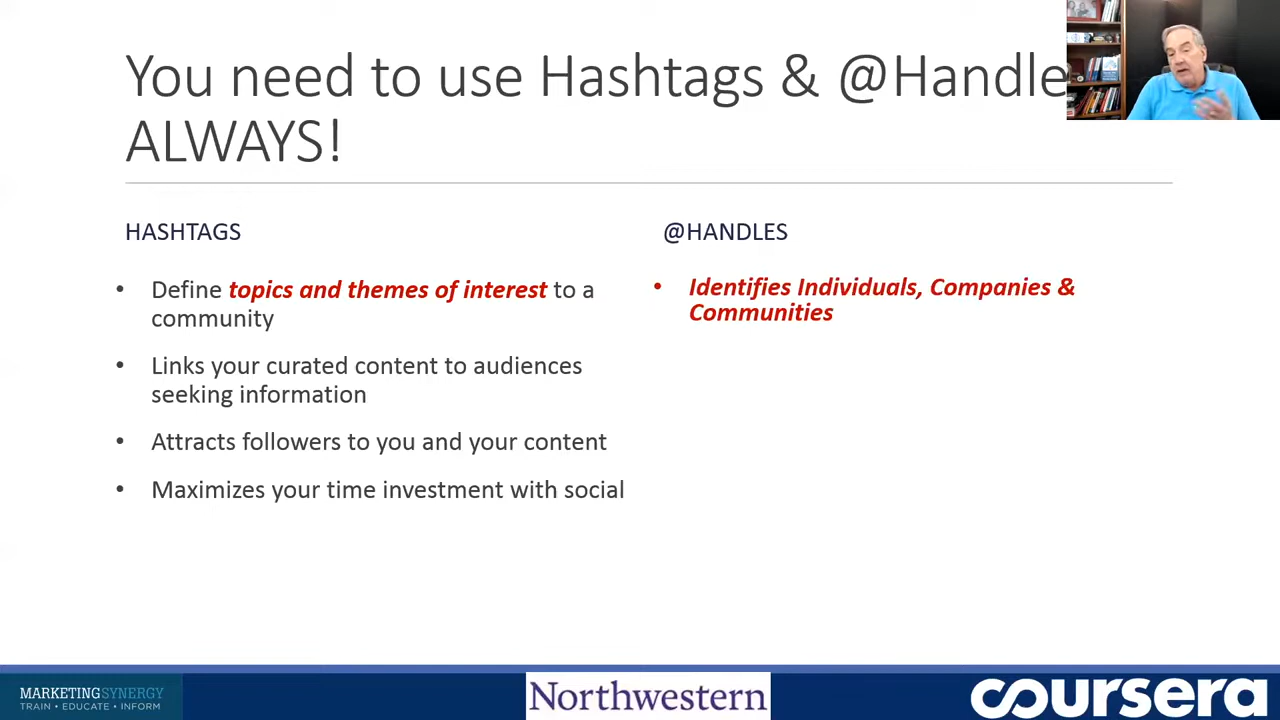 You need to use Hashtags & @Handle
ALWAYS!
HASHTAGS
• Define topics and themes of interest to a
community
• Links your curated content to audiences
seeking information
• Attracts followers to you and your content
• Maximizes your time investment with social
@HANDLES
• Identifies Individuals, Companies &
Communities
MARKETINGSYNERGY
TRAIN • EDUCATE • INFORM
Northwestern
coursera